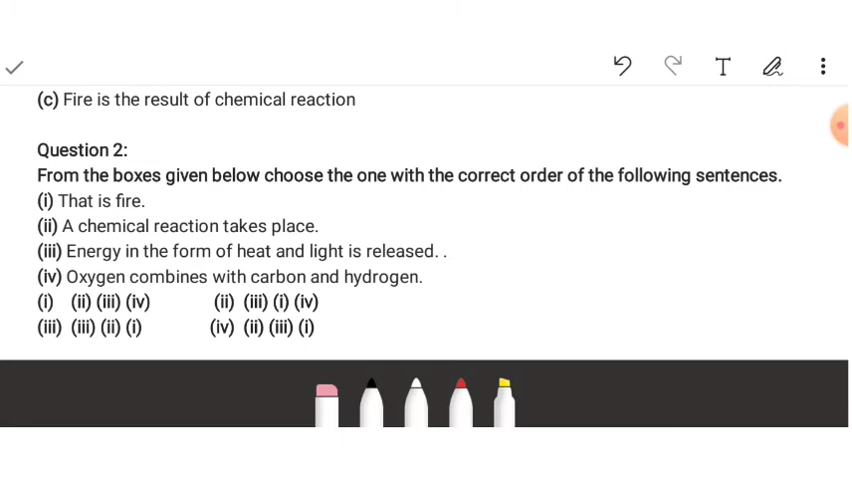 (c) Fire is the result of chemical reaction
Question 2:
From the boxes given below choose the one with the correct order of the following sentences.
(i) That is fire.
(ii) A chemical reaction takes place.
(iii) Energy in the form of heat and light is released. .
(iv) Oxygen combines with carbon and hydrogen.
(i) (ii) (iii) (iv) (ii) (iii) (i) (iv)
(iii) (iii) (ii) (i) (iv) (ii) (iii) (i)